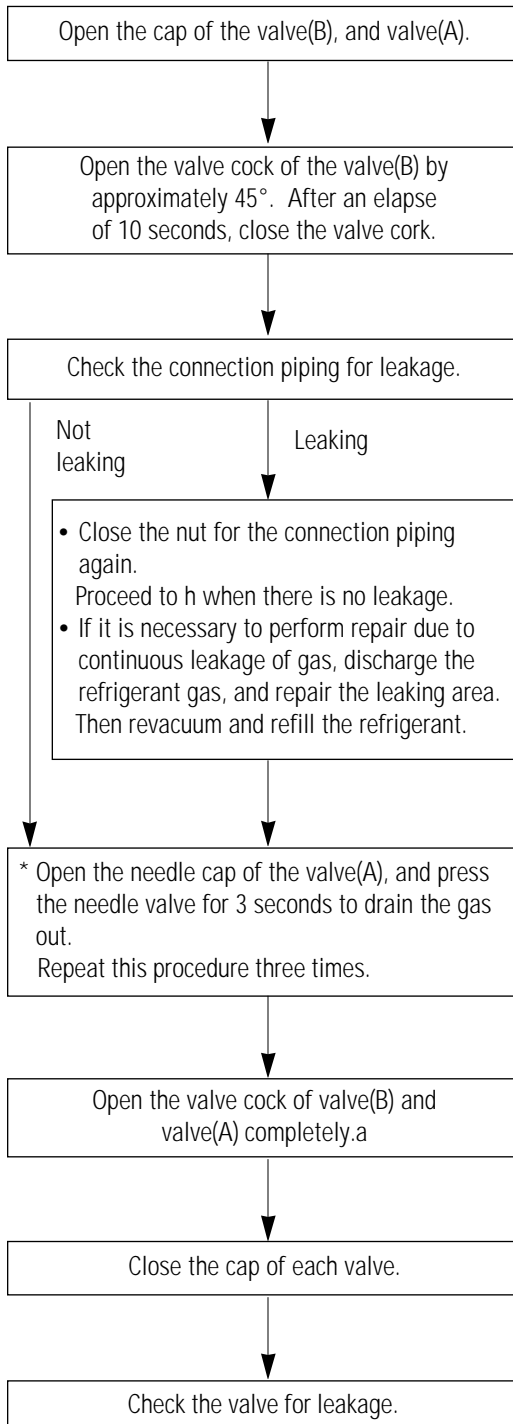 Open the cap of the valve(B), and valve(A).
Open the valve cock of the valve(B) by
approximately 45°. After an elapse
of 10 seconds, close the valve cork.
Check the connection piping for leakage.
Not
leaking
Leaking
• Close the nut for the connection piping
again.
Proceed to h when there is no leakage.
• If it is necessary to perform repair due to
continuous leakage of gas, discharge the
refrigerant gas, and repair the leaking area.
Then revacuum and refill the refrigerant.
* Open the needle cap of the valve(A), and press
the needle valve for 3 seconds to drain the gas
out.
Repeat this procedure three times.
Open the valve cock of valve(B) and
valve(A) completely.a
Close the cap of each valve.
Check the valve for leakage.